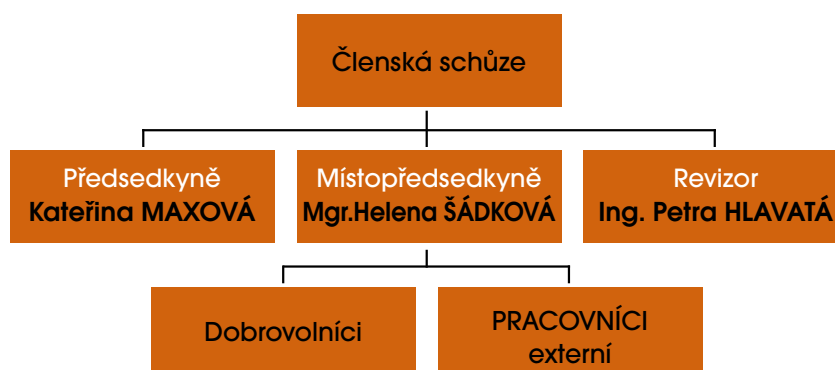 Členská schůze
Předsedkyně
Kateřina MAXOVÁ
Místopředsedkyně
Mgr.Helena ŠÁDKOVÁ
Revizor
Ing. Petra HLAVATÁ
Dobrovolníci
PRACOVNÍCI
externí